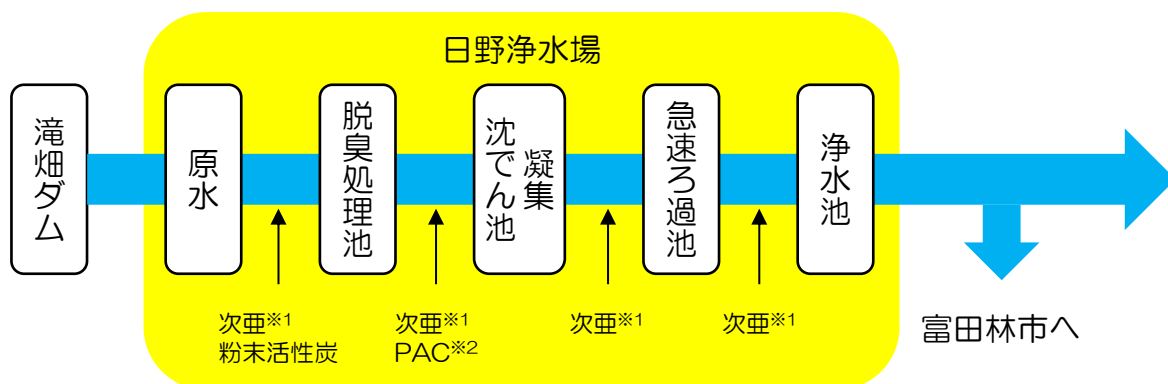 日野浄水場
滝畑ダム
原水
脱臭処理池
凝集
沈でん池
急速ろ過池
浄水池
次亜※1
粉末活性炭
次亜※1
PAC※2
次亜※1
次亜※1
富田林市へ